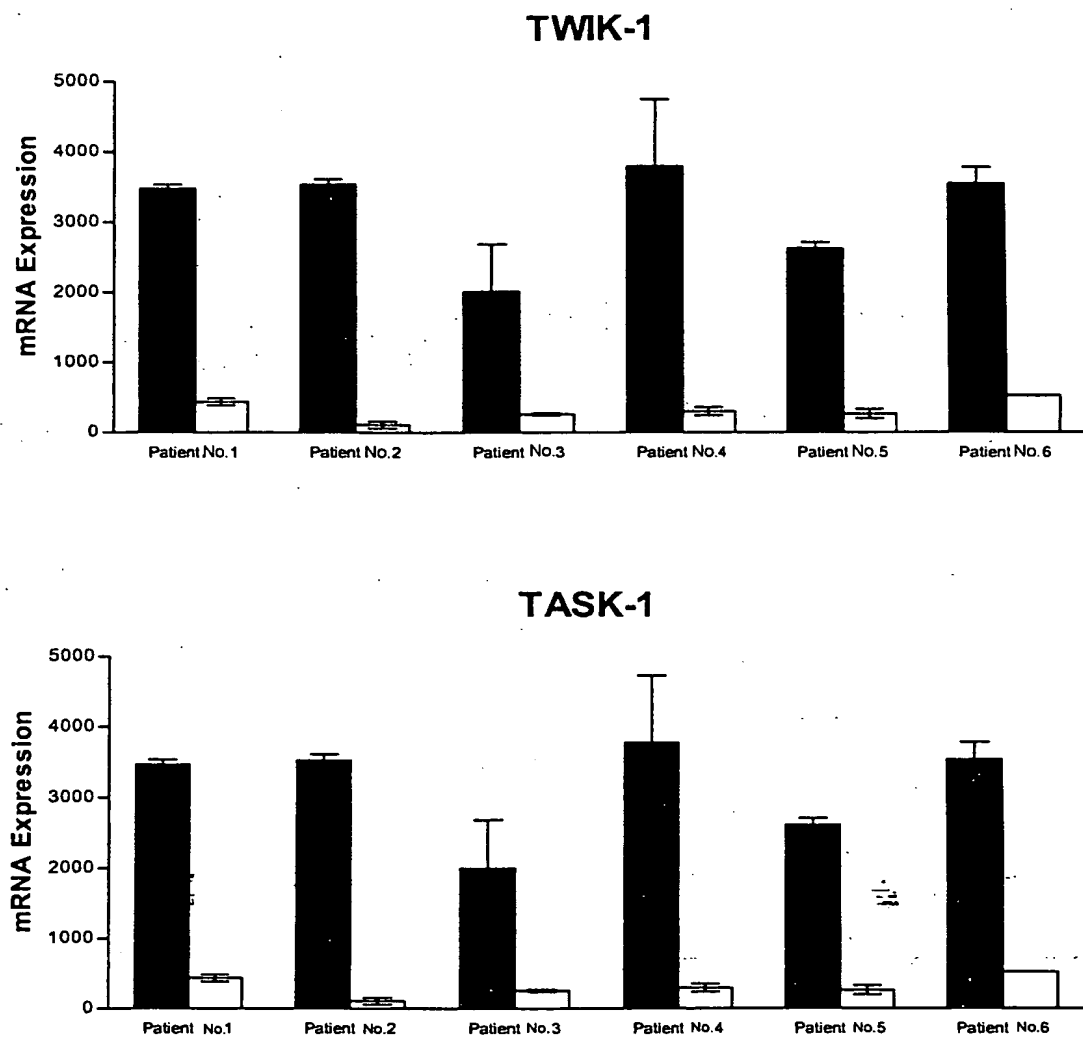 TWIK-1
mRNA Expression
5000
4000
3000
2000
1000
0
Patient No.1 Patient No.2 Patient No.3 Patient No.4 Patient No.5 Patient No.6
TASK-1
mRNA Expression
5000
4000
3000
2000
1000
0
Patient No.1 Patient No.2 Patient No.3 Patient No.4 Patient No.5 Patient No.6